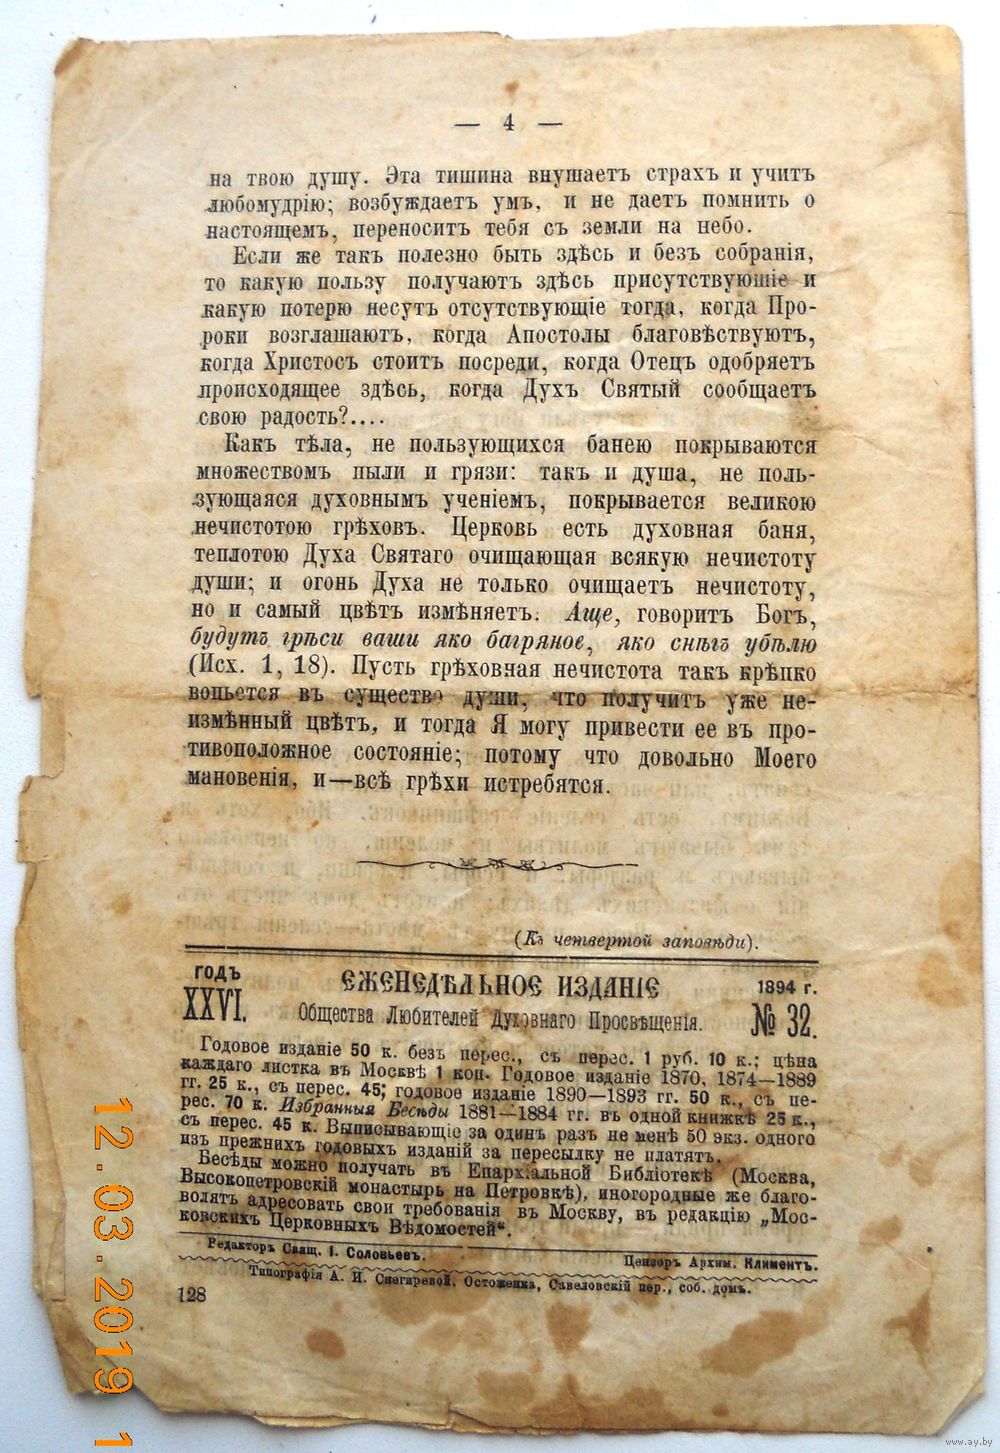 — 4 —
на твою душу. Эта тишина внушаетъ страхъ и учитъ
любомудрію; возбуждаетъ умъ, и не даетъ помнить о
настоящемъ, переноситъ тебя съ земли на небо.
Если же такъ полезно быть здѣсь и безъ собранія,
то какую пользу получаютъ здѣсь присутствующіе и
какую потерю несутъ отсутствующіе тогда, когда Про-
роки возглашаютъ, когда Апостолы благовѣствуютъ,
когда Христосъ стоитъ посреди, когда Отецъ одобряетъ
происходящее здѣсь, когда Духъ Святый сообщаетъ
свою радость?....
Какъ тѣла, не пользующихся банею покрываются
множествомъ пыли и грязи: такъ и душа, не поль-
зующаяся духовнымъ ученіемъ, покрывается великою
нечистотою грѣховъ. Церковь есть духовная баня,
теплотою Духа Святаго очищающая всякую нечистоту
души; и огонь Духа не только очищаетъ нечистоту,
но и самый цвѣтъ измѣняетъ. Аще, говоритъ Богъ,
будутъ грѣси ваши яко багряное, яко снѣгъ убѣлю
(Исх. 1, 18). Пусть грѣховная нечистота такъ крѣпко
вопьется въ существо души, что получитъ уже не-
измѣнный цвѣтъ, и тогда Я могу привести ее въ про-
тивоположное состояніе; потому что довольно Моего
мановенія, и—всѣ грѣхи истребятся.
(Къ четвертой заповѣди).
ГОДЪ XXVI.
ЕЖЕНЕДѢЛЬНОЕ ИЗДАНІЕ
Общества Любителей Духовнаго Просвѣщенія.
1894 г.
№ 32.
Годовое изданіе 50 к. безъ перес., съ перес. 1 руб. 10 к.; цѣна
каждаго листка въ Москвѣ 1 коп. Годовое изданіе 1870, 1874—1889
гг. 25 к., съ перес. 45; годовое изданіе 1890—1893 гг. 50 к., съ пе-
рес. 70 к. Избранныя Бесѣды 1881—1884 гг. въ одной книжкѣ 25 к.,
съ перес. 45 к. Выписывающіе за одинъ разъ не менѣ 50 экз. одного
изъ прежнихъ годовыхъ изданій за пересылку не платятъ.
Бесѣды можно получать въ Епархіальной Библіотекѣ (Москва,
Высокопетровскій монастырь на Петровкѣ), иногородные же благо-
волятъ адресовать свои требованія въ Москву, въ редакцію „Мос-
ковскихъ Церковныхъ Вѣдомостей“.
Редакторъ Свящ. І. Соловьевъ.
Цензоръ Архим. Климентъ.
Типографія А. И. Снегиревой, Остоженка, Савеловскій пер., соб. домъ.
128
12.03.2019 1
www.ay.by